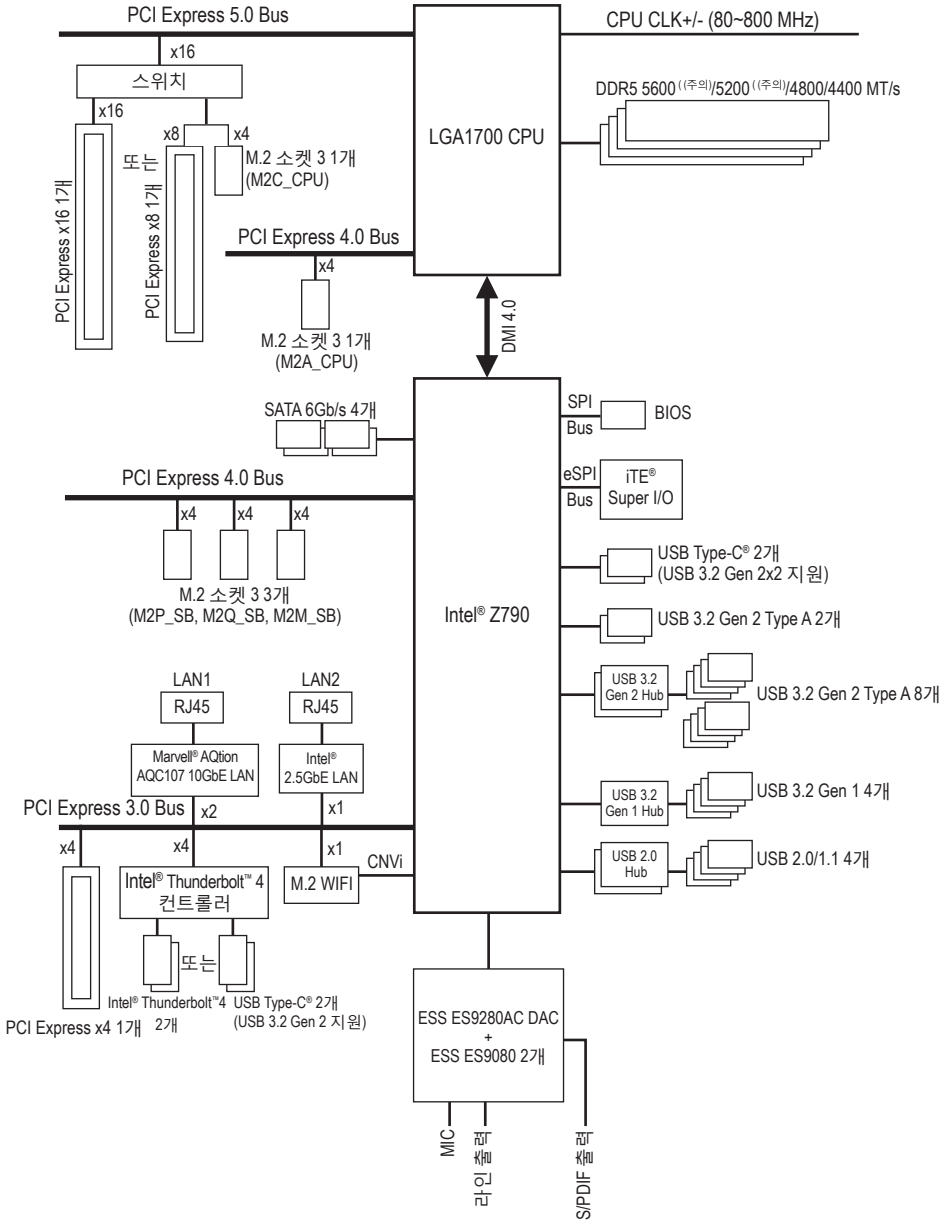 PCI Express 5.0 Bus
CPU CLK+/- (80~800 MHz)
x16
스위치
x16
x8
x4
또는
M.2 소켓 3 1개
(M2C_CPU)
PCI Express x16 1개
PCI Express x8 1개
LGA1700 CPU
DDR5 5600 ((주의)/5200 ((주의)/4800/4400 MT/s
PCI Express 4.0 Bus
x4
M.2 소켓 3 1개
(M2A_CPU)
DMI 4.0
SATA 6Gb/s 4개
SPI
Bus
BIOS
PCI Express 4.0 Bus
eSPI
Bus
iTE®
Super I/O
x4
x4
x4
M.2 소켓 3 3개
(M2P_SB, M2Q_SB, M2M_SB)
USB Type-C® 2개
(USB 3.2 Gen 2x2 지원)
Intel® Z790
USB 3.2 Gen 2 Type A 2개
LAN1
RJ45
LAN2
RJ45
USB 3.2
Gen 2 Hub
USB 3.2 Gen 2 Type A 8개
Marvell® AQtion
AQC107 10GbE LAN
Intel®
2.5GbE LAN
PCI Express 3.0 Bus
x2
x1
USB 3.2
Gen 1 Hub
USB 3.2 Gen 1 4개
x4
x4
x1
CNVi
USB 2.0
Hub
USB 2.0/1.1 4개
Intel® Thunderbolt™ 4
컨트롤러
M.2 WIFI
또는
Intel® Thunderbolt™4
2개
USB Type-C® 2개
(USB 3.2 Gen 2 지원)
PCI Express x4 1개
ESS ES9280AC DAC
+
ESS ES9080 2개
MIC
라인 출력
S/PDIF 출력